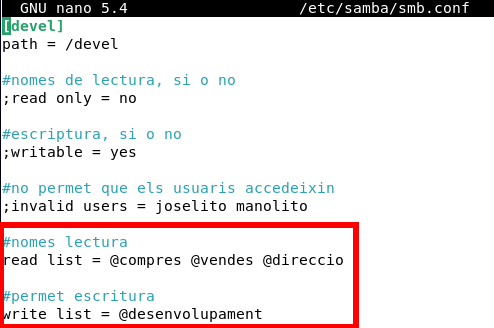 GNU nano 5.4 /etc/samba/smb.conf
[devel]
path = /devel
#nomes de lectura, si o no
;read only = no
#escriptura, si o no
;writable = yes
#no permet que els usuaris accedeixin
;invalid users = joselito manolito
#nomes lectura
read list = @compres @vendes @direccio
#permet escritura
write list = @desenvolupament